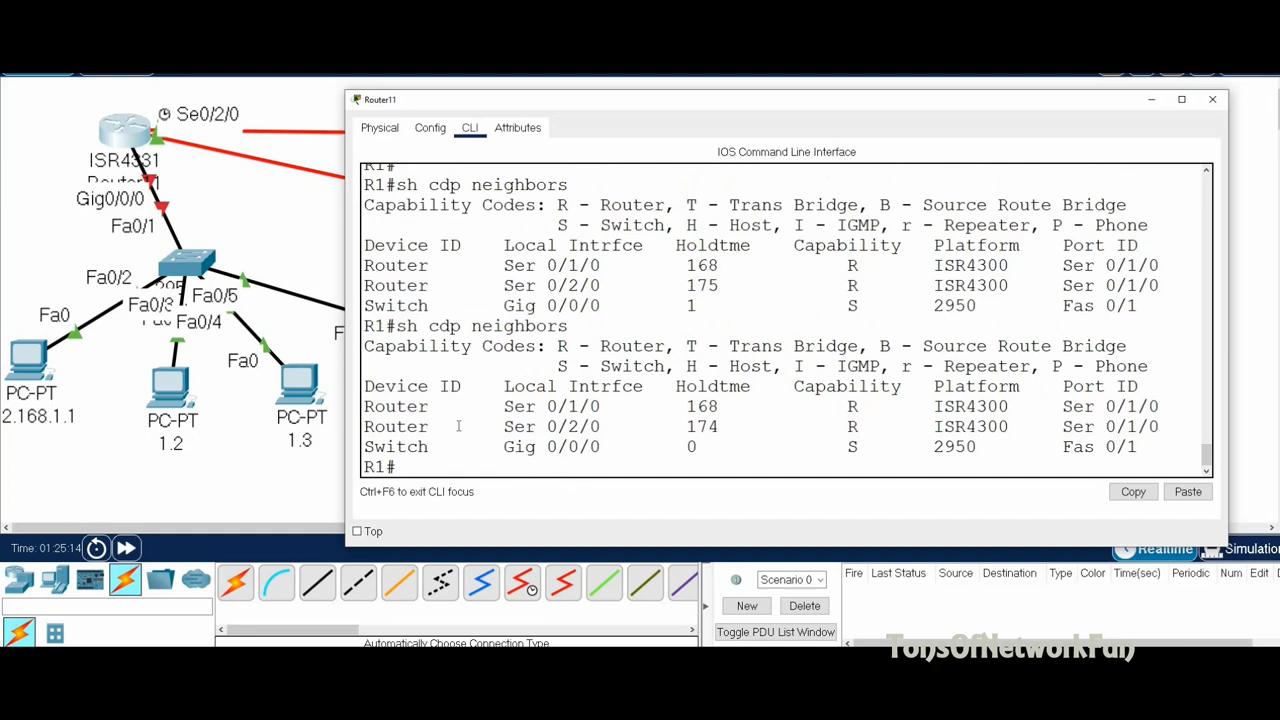 Router11
Physical
Config
CLI
Attributes
IOS Command Line Interface
R1#
R1#sh cdp neighbors
Capability Codes: R - Router, T - Trans Bridge, B - Source Route Bridge
S - Switch, H - Host, I - IGMP, r - Repeater, P - Phone
Device ID Local Intrfce Holdtme Capability Platform Port ID
Router Ser 0/1/0 168 R ISR4300 Ser 0/1/0
Router Ser 0/2/0 175 R ISR4300 Ser 0/1/0
Switch Gig 0/0/0 1 S 2950 Fas 0/1
R1#sh cdp neighbors
Capability Codes: R - Router, T - Trans Bridge, B - Source Route Bridge
S - Switch, H - Host, I - IGMP, r - Repeater, P - Phone
Device ID Local Intrfce Holdtme Capability Platform Port ID
Router Ser 0/1/0 168 R ISR4300 Ser 0/1/0
Router Ser 0/2/0 174 R ISR4300 Ser 0/1/0
Switch Gig 0/0/0 0 S 2950 Fas 0/1
R1#
Ctrl+F6 to exit CLI focus
Copy
Paste
Top
Se0/2/0
ISR4331
Gig0/0/0
Fa0/1
Fa0/2
Fa0/5
Fa0/3
Fa0/4
Fa0
Fa0
PC-PT
2.168.1.1
PC-PT
1.2
PC-PT
1.3
Time: 01:25:14
Realtime
Simulation
Scenario 0
New
Delete
Toggle PDU List Window
Fire Last Status Source Destination Type Color Time(sec) Periodic Num Edit
Automatically Choose Connection Type
TonsOfNetworkFun